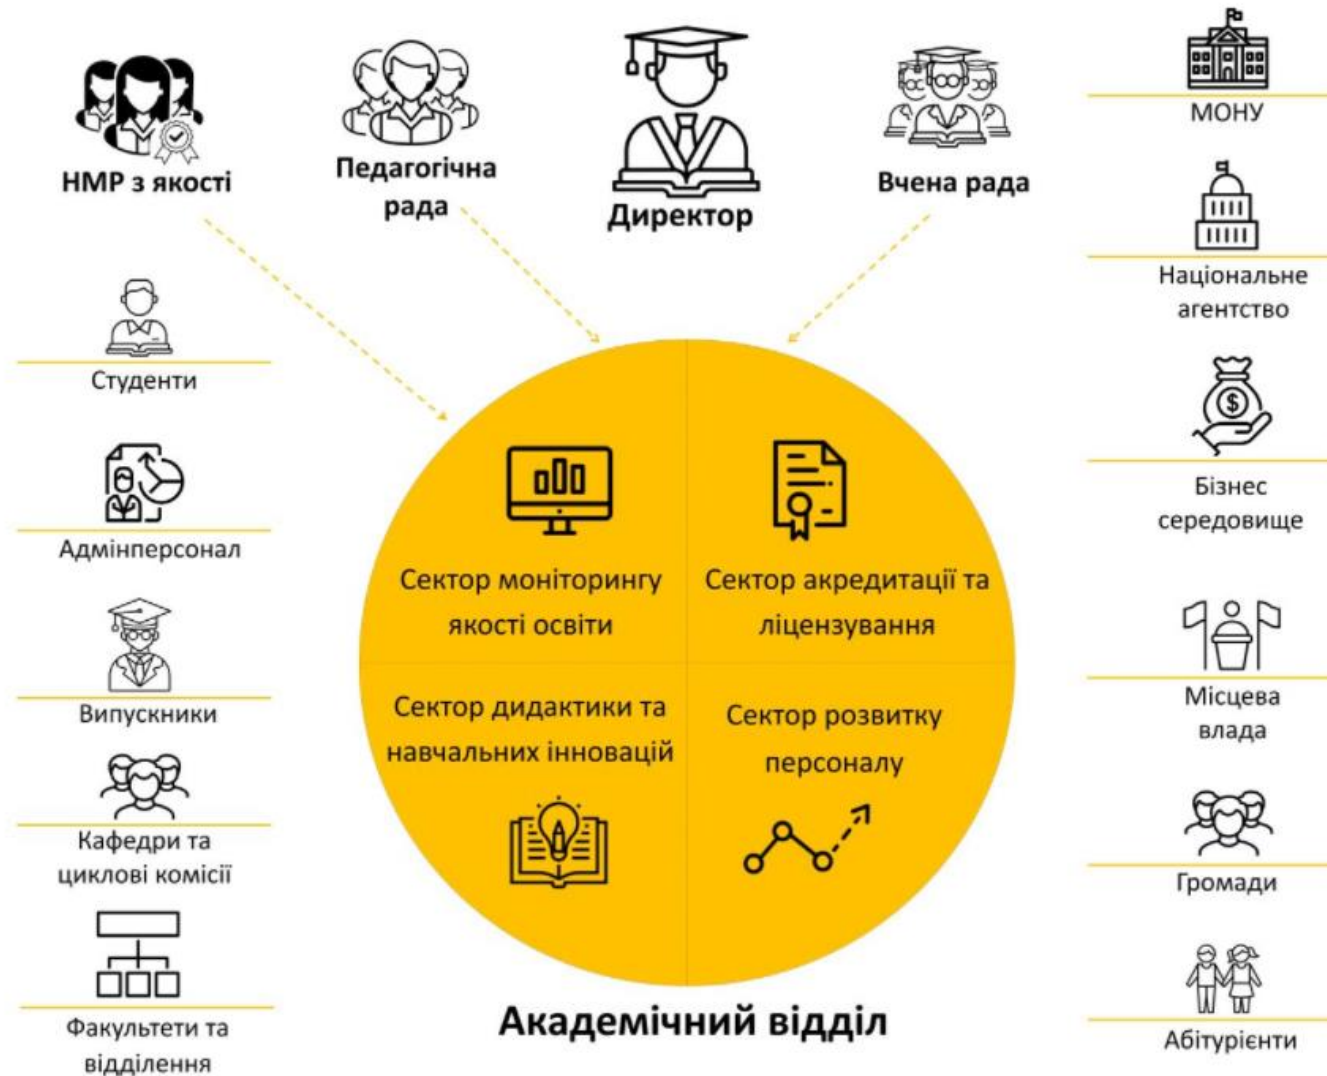 НМР з якості
Педагогічна
рада
Директор
Вчена рада
МОНУ
Національне
агентство
Бізнес
середовище
Місцева
влада
Громади
Абітурієнти
Студенти
Адмінперсонал
Випускники
Кафедри та
циклові комісії
Факультети та
відділення
Сектор моніторингу
якості освіти
Сектор акредитації та
ліцензування
Сектор дидактики та
навчальних інновацій
Сектор розвитку
персоналу
$
Академічний відділ